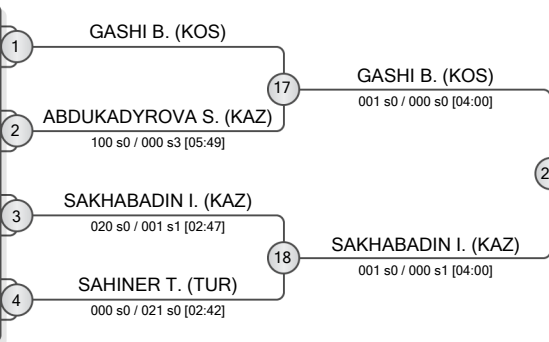 GASHI B. (KOS)
1
17
GASHI B. (KOS)
001 s0 / 000 s0 [04:00]
ABDUKADYROVA S. (KAZ)
2
100 s0 / 000 s3 [05:49]
2
SAKHABADIN I. (KAZ)
3
020 s0 / 001 s1 [02:47]
18
SAKHABADIN I. (KAZ)
001 s0 / 000 s1 [04:00]
SAHINER T. (TUR)
4
000 s0 / 021 s0 [02:42]